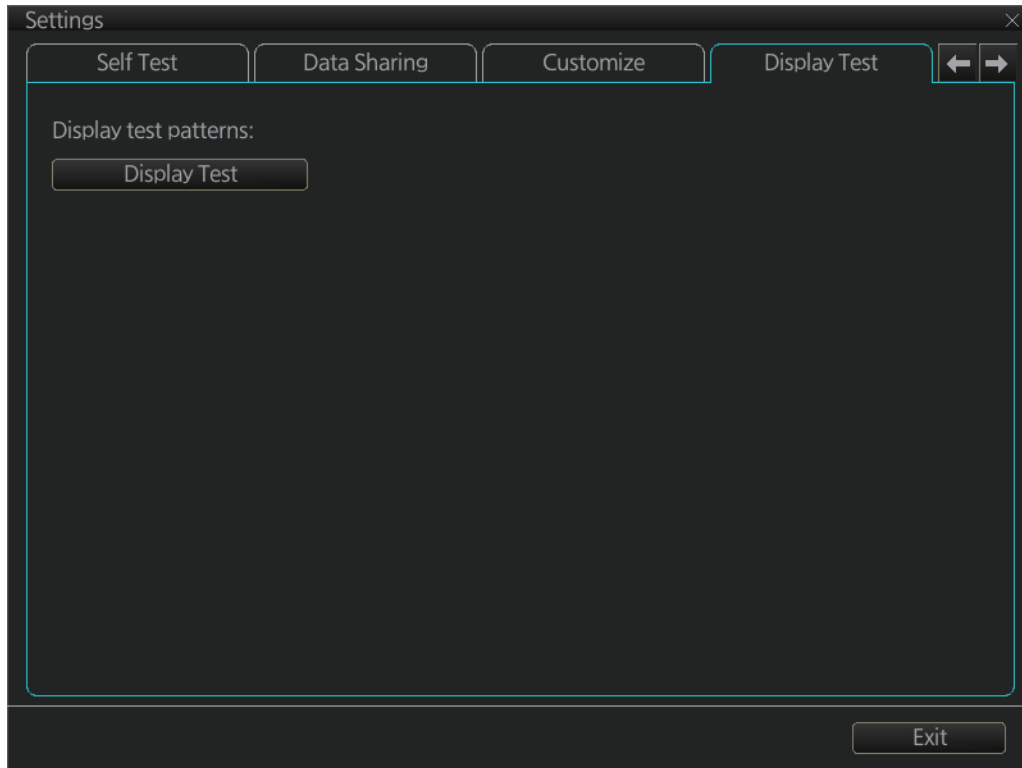 Settings
Self Test
Data Sharing
Customize
Display Test
Display test patterns:
Display Test
Exit